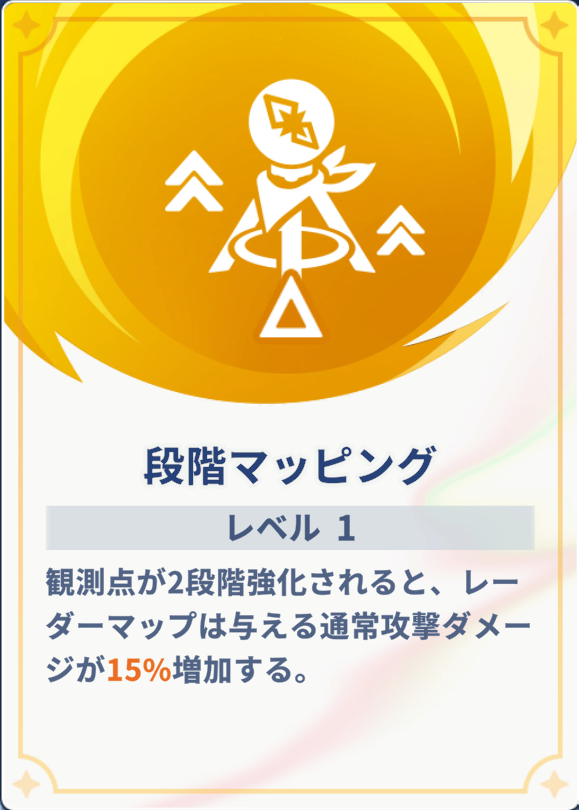 段階マッピング
レベル 1
観測点が2段階強化されると、レー
ダーマップは与える通常攻撃ダメー
ジが15%増加する。